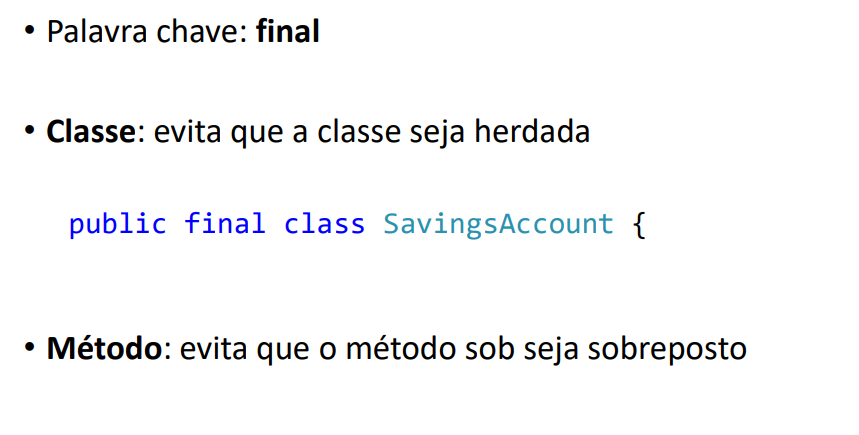 • Palavra chave: final
• Classe: evita que a classe seja herdada
public final class SavingsAccount {
• Método: evita que o método sob seja sobreposto